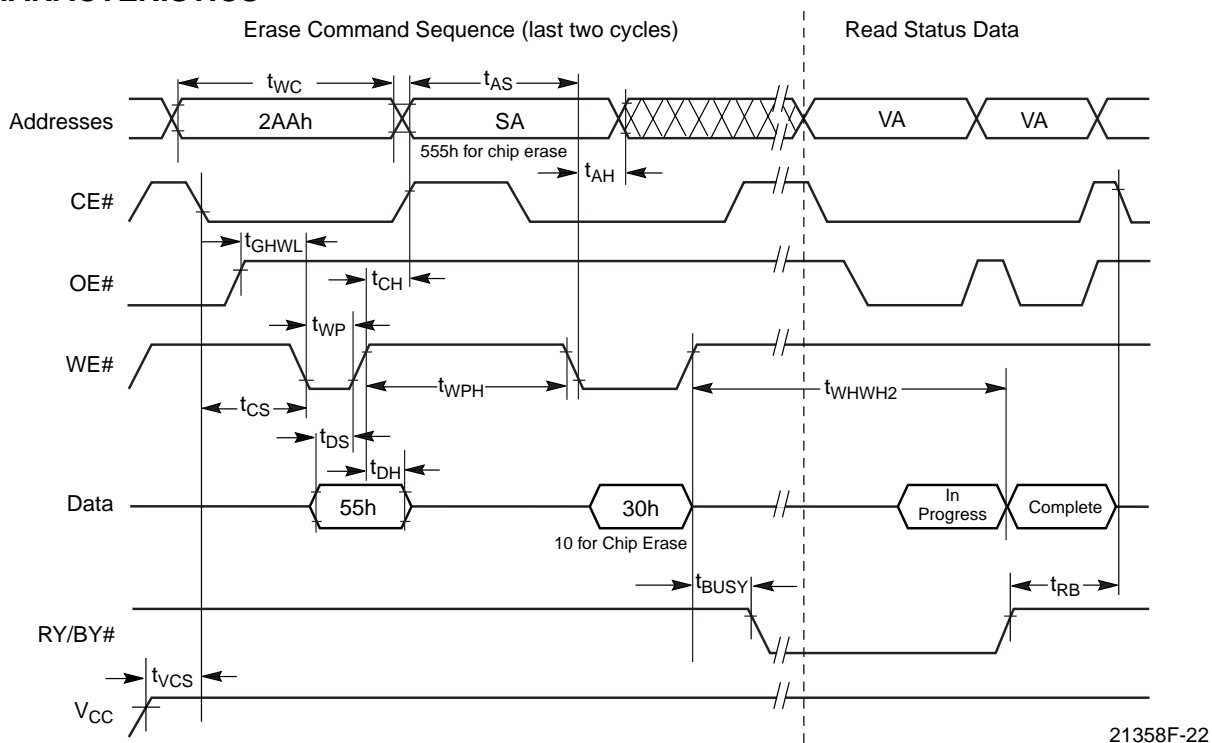 Erase Command Sequence (last two cycles)
Read Status Data
tWC
tAS
Addresses
2AAh
SA
VA
VA
555h for chip erase
tAH
CE#
tGHWL
OE#
tCH
tWP
WE#
tWPH
tWHWH2
tCS
tDS
tDH
Data
55h
30h
In
Progress
Complete
10 for Chip Erase
tBUSY
tRB
RY/BY#
tVCS
VCC
21358F-22